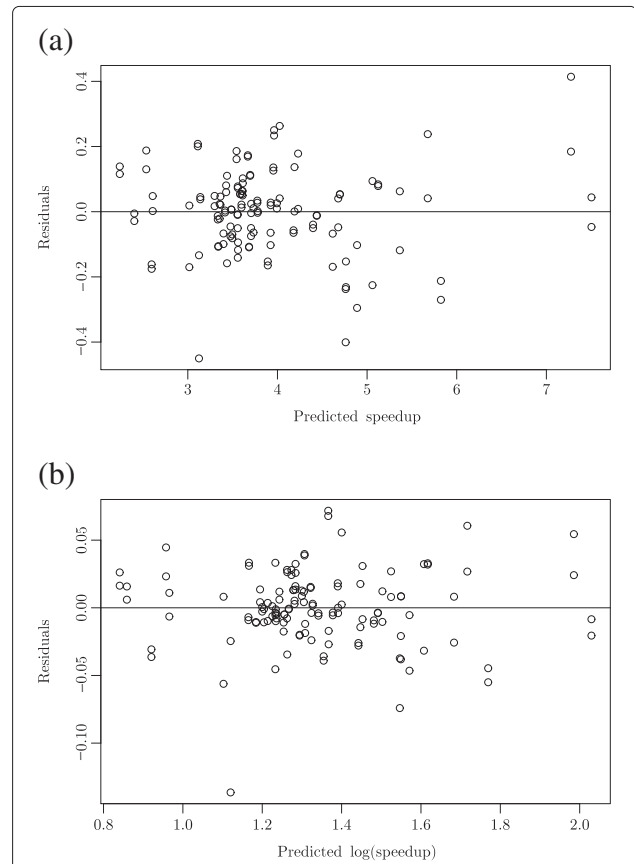 (a)
0.4
0.2
0.0
−0.2
−0.4
Residuals
3 4 5 6 7
Predicted speedup
(b)
0.05
0.00
−0.05
−0.10
Residuals
0.8 1.0 1.2 1.4 1.6 1.8 2.0
Predicted log(speedup)